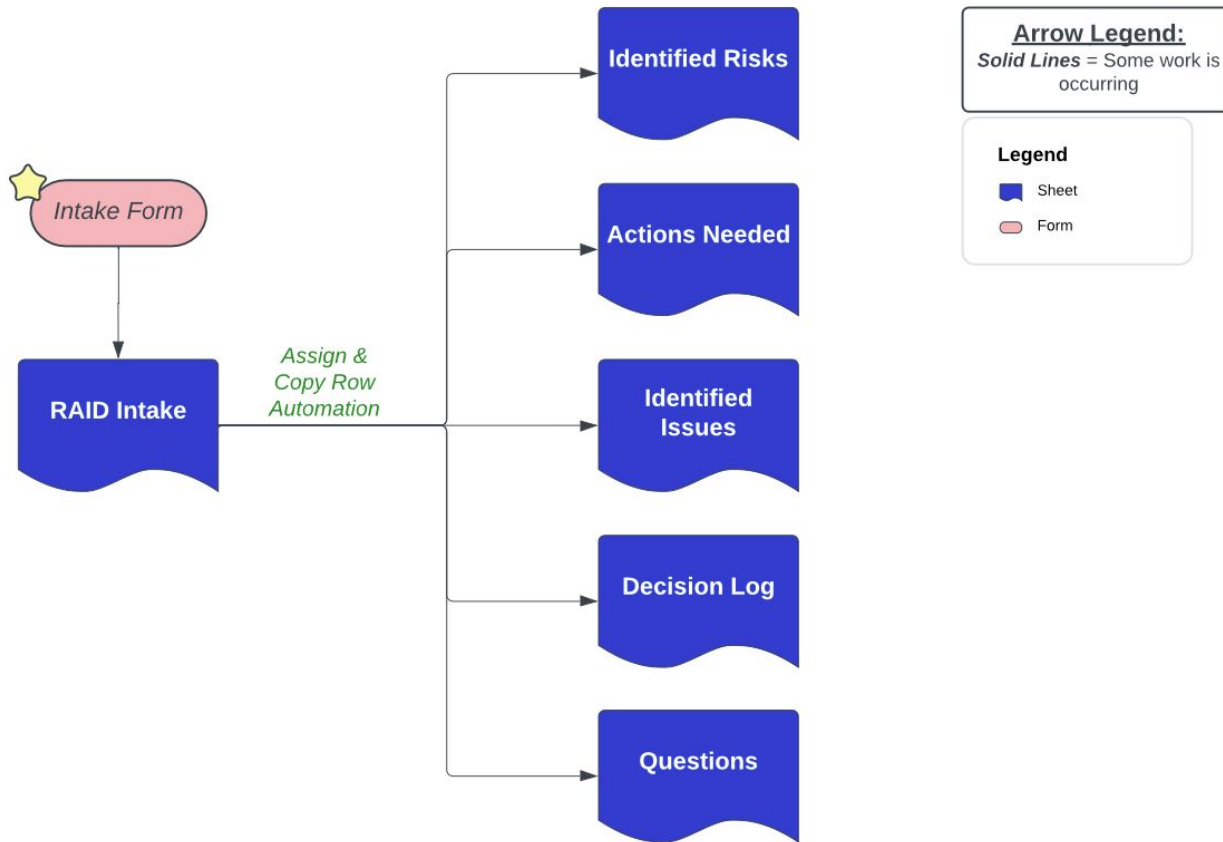 Intake Form
RAID Intake
Assign &
Copy Row
Automation
Identified Risks
Actions Needed
Identified
Issues
Decision Log
Questions
Arrow Legend:
Solid Lines = Some work is
occurring
Legend
Sheet
Form